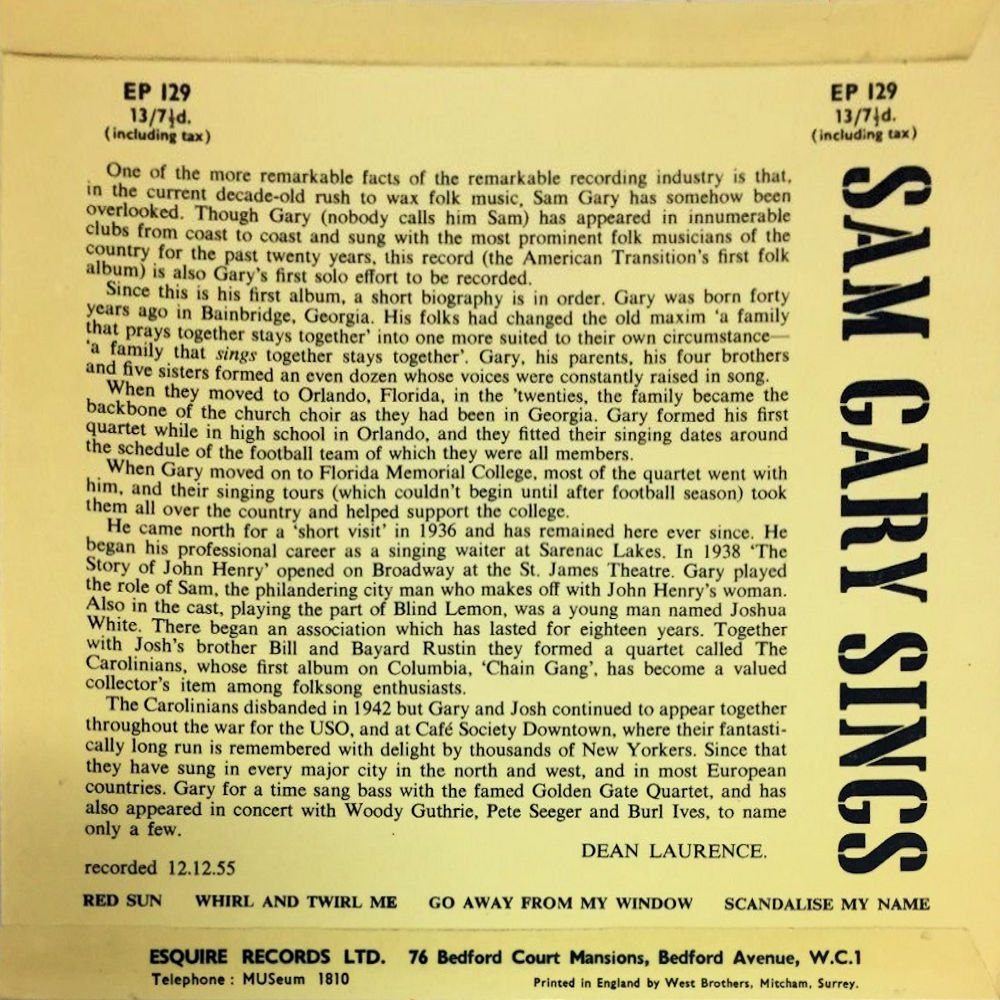 EP 129
13/7½d.
(including tax)
EP 129
13/7½d.
(including tax)
One of the more remarkable facts of the remarkable recording industry is that,
in the current decade-old rush to wax folk music, Sam Gary has somehow been
overlooked. Though Gary (nobody calls him Sam) has appeared in innumerable
clubs from coast to coast and sung with the most prominent folk musicians of the
country for the past twenty years, this record (the American Transition's first folk
album) is also Gary's first solo effort to be recorded.
Since this is his first album, a short biography is in order. Gary was born forty
years ago in Bainbridge, Georgia. His folks had changed the old maxim 'a family
that prays together stays together' into one more suited to their own circumstance—
'a family that sings together stays together'. Gary, his parents, his four brothers
and five sisters formed an even dozen whose voices were constantly raised in song.
When they moved to Orlando, Florida, in the 'twenties, the family became the
backbone of the church choir as they had been in Georgia. Gary formed his first
quartet while in high school in Orlando, and they fitted their singing dates around
the schedule of the football team of which they were all members.
When Gary moved on to Florida Memorial College, most of the quartet went with
him, and their singing tours (which couldn't begin until after football season) took
them all over the country and helped support the college.
He came north for a 'short visit' in 1936 and has remained here ever since. He
began his professional career as a singing waiter at Sarenac Lakes. In 1938 'The
Story of John Henry' opened on Broadway at the St. James Theatre. Gary played
the role of Sam, the philandering city man who makes off with John Henry's woman.
Also in the cast, playing the part of Blind Lemon, was a young man named Joshua
White. There began an association which has lasted for eighteen years. Together
with Josh's brother Bill and Bayard Rustin they formed a quartet called The
Carolinians, whose first album on Columbia, 'Chain Gang', has become a valued
collector's item among folksong enthusiasts.
The Carolinians disbanded in 1942 but Gary and Josh continued to appear together
throughout the war for the USO, and at Café Society Downtown, where their fantasti-
cally long run is remembered with delight by thousands of New Yorkers. Since that
they have sung in every major city in the north and west, and in most European
countries. Gary for a time sang bass with the famed Golden Gate Quartet, and has
also appeared in concert with Woody Guthrie, Pete Seeger and Burl Ives, to name
only a few.
DEAN LAURENCE.
recorded 12.12.55
SAM GARY SINGS
RED SUN WHIRL AND TWIRL ME GO AWAY FROM MY WINDOW SCANDALISE MY NAME
ESQUIRE RECORDS LTD. 76 Bedford Court Mansions, Bedford Avenue, W.C.1
Telephone : MUSeum 1810 Printed in England by West Brothers, Mitcham, Surrey.